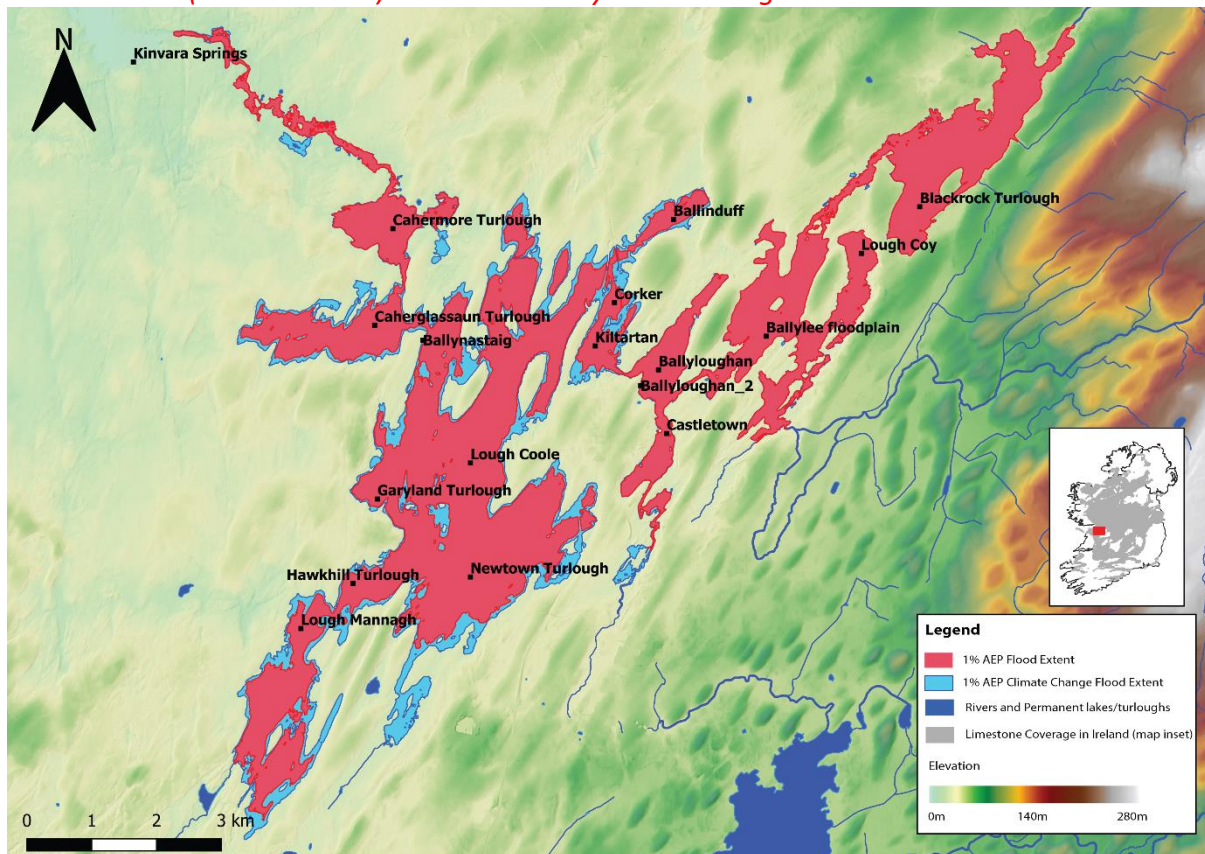 N
Kinvara Springs
Blackrock Turlough
Ballinduff
Cahermore Turlough
Lough Coy
Corker
Caherglassaun Turlough
Ballylee floodplain
Ballynastaig
Kiltartan
Ballyloughan
Ballyloughan_2
Castletown
Lough Coole
Garyland Turlough
Newtown Turlough
Hawkhill Turlough
Lough Mannagh
Legend
1% AEP Flood Extent
1% AEP Climate Change Flood Extent
Rivers and Permanent lakes/turloughs
Limestone Coverage in Ireland (map inset)
Elevation
0m 140m 280m
0 1 2 3 km